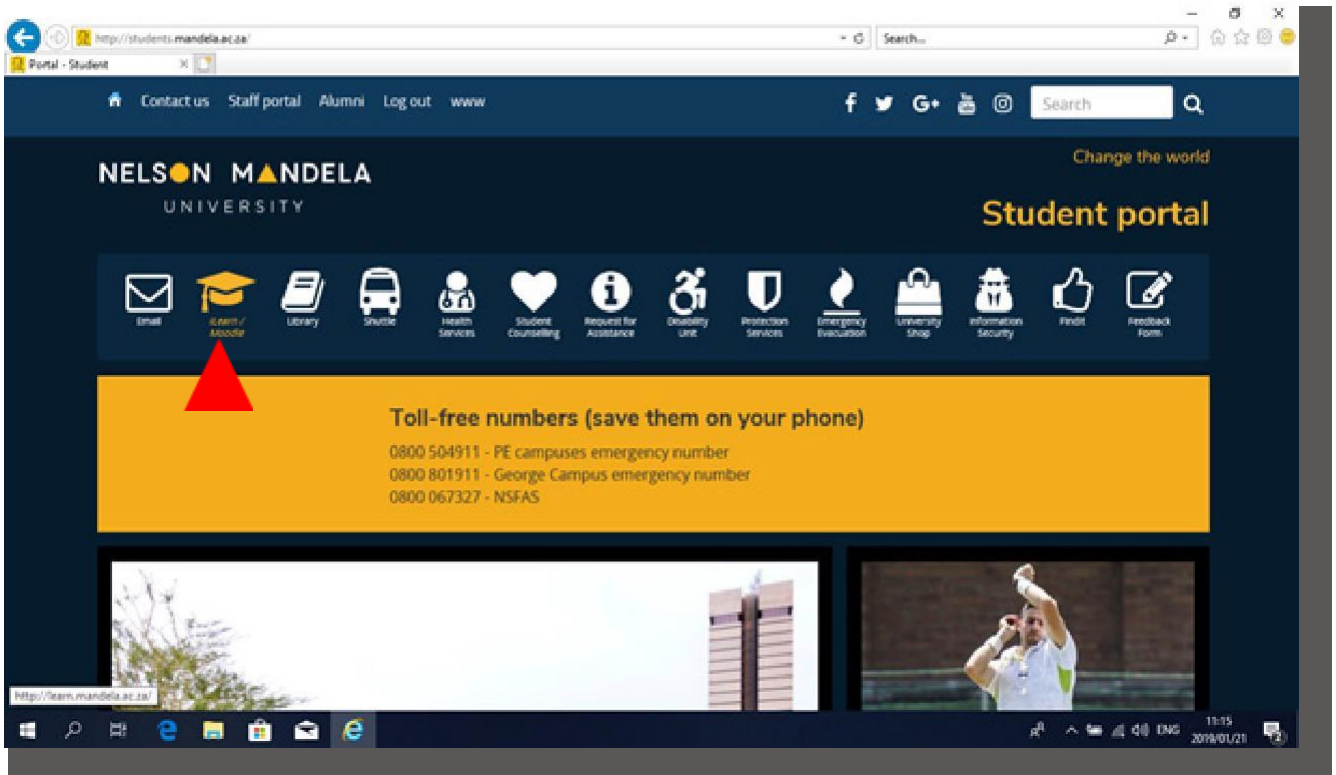 http://students.mandela.ac.za/
Search...
Portal - Student
Contact us Staff portal Alumni Log out www
Search
NELSON MANDELA
UNIVERSITY
Change the world
Student portal
Email
iLearn /
Moodle
Library
Shuttle
Health
Services
Student
Counselling
Request for
Assistance
Disability
Unit
Protection
Services
Emergency
Evacuation
University
Shop
Information
Security
Findit
Feedback
Form
Toll-free numbers (save them on your phone)
0800 504911 - PE campuses emergency number
0800 801911 - George Campus emergency number
0800 067327 - NSFAS
http://learn.mandela.ac.za/
ENG
11:15
2019/01/21
2